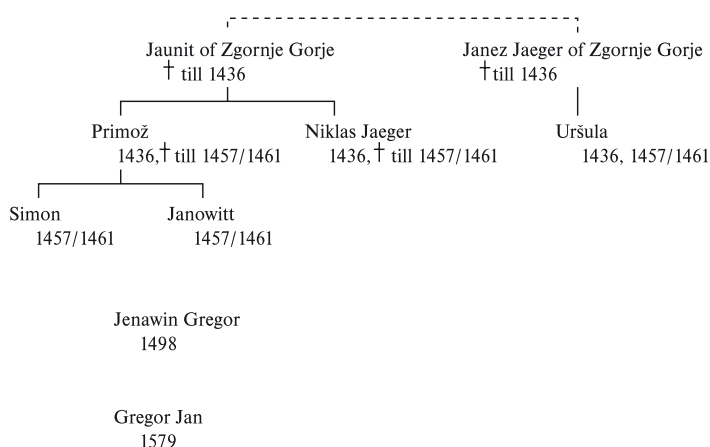 Jaunit of Zgornje Gorje
† till 1436
Janez Jaeger of Zgornje Gorje
†till 1436
Primož
1436,† till 1457/1461
Niklas Jaeger
1436,† till 1457/1461
Uršula
1436, 1457/1461
Simon
1457/1461
Janowitt
1457/1461
Jenawin Gregor
1498
Gregor Jan
1579